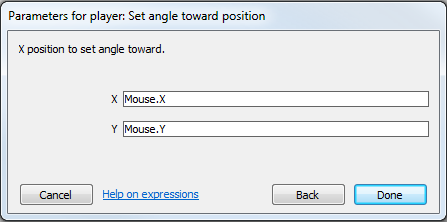 Parameters for player: Set angle toward position
X position to set angle toward.
X Mouse.X
Y Mouse.Y
Cancel Help on expressions Back Done